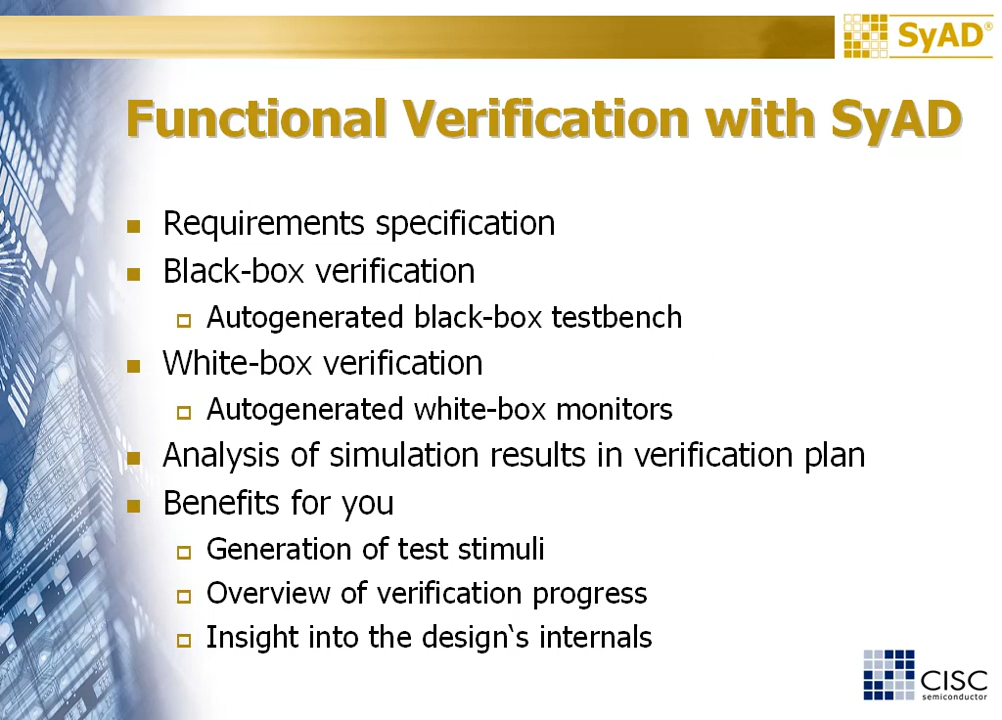 SyAD®
Functional Verification with SyAD
Requirements specification
Black-box verification
Autogenerated black-box testbench
White-box verification
Autogenerated white-box monitors
Analysis of simulation results in verification plan
Benefits for you
Generation of test stimuli
Overview of verification progress
Insight into the design‘s internals
CISC
semiconductor